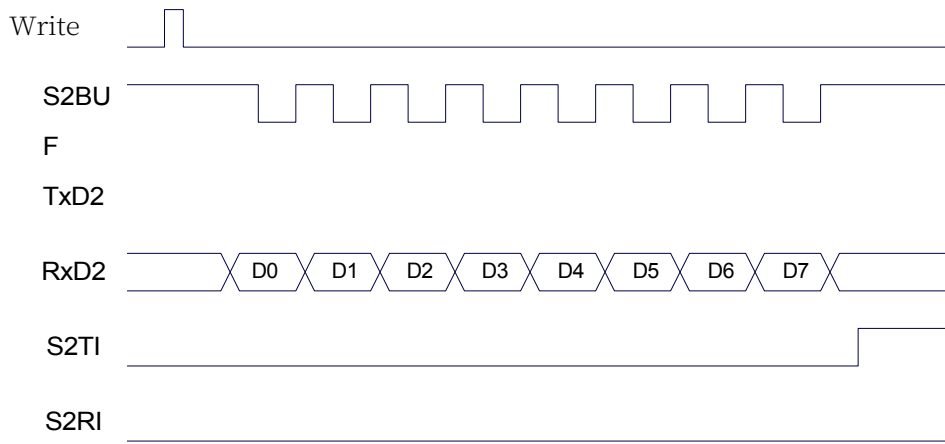 Write
S2BU
F
TxD2
RxD2 D0 D1 D2 D3 D4 D5 D6 D7
S2TI
S2RI